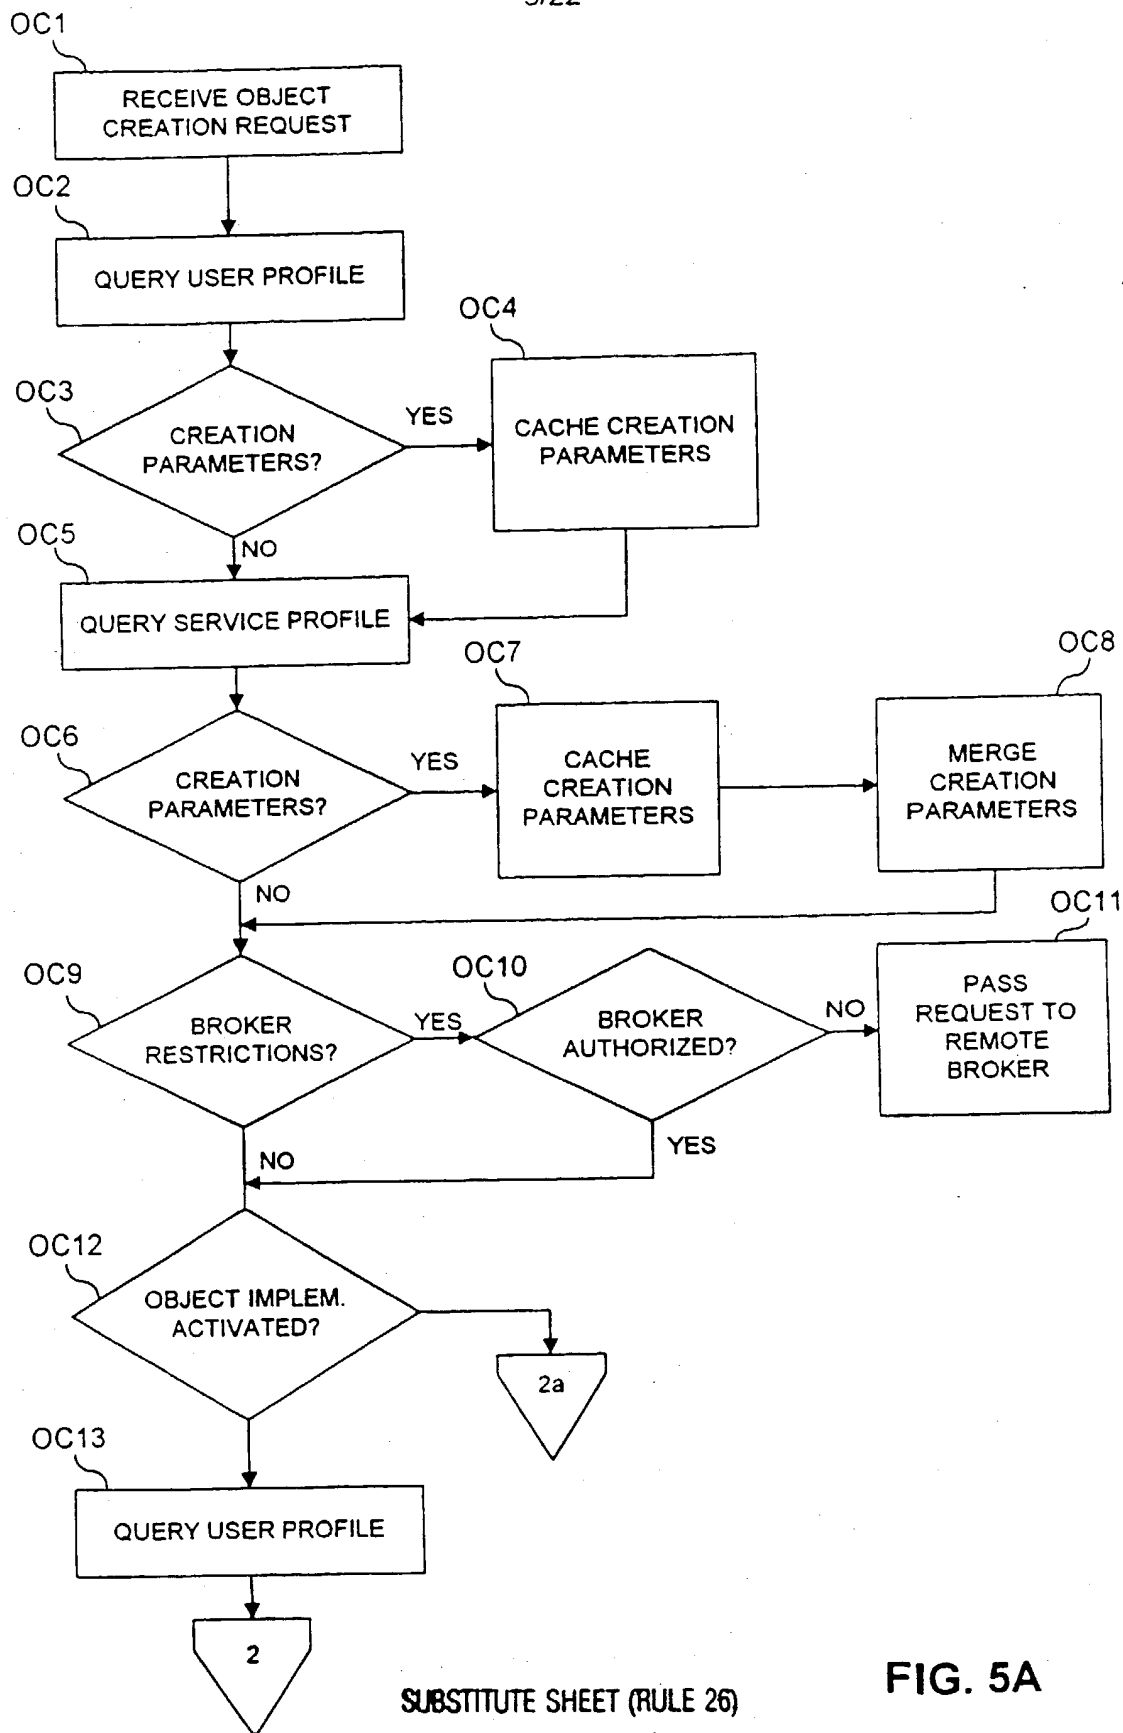 OC1
RECEIVE OBJECT
CREATION REQUEST
OC2
QUERY USER PROFILE
OC3
CREATION
PARAMETERS?
YES
NO
OC4
CACHE CREATION
PARAMETERS
OC5
QUERY SERVICE PROFILE
OC6
CREATION
PARAMETERS?
YES
NO
OC7
CACHE
CREATION
PARAMETERS
OC8
MERGE
CREATION
PARAMETERS
OC9
BROKER
RESTRICTIONS?
YES
NO
OC10
BROKER
AUTHORIZED?
NO
YES
OC11
PASS
REQUEST TO
REMOTE
BROKER
OC12
OBJECT IMPLEM.
ACTIVATED?
2a
OC13
QUERY USER PROFILE
2
SUBSTITUTE SHEET (RULE 26)
FIG. 5A